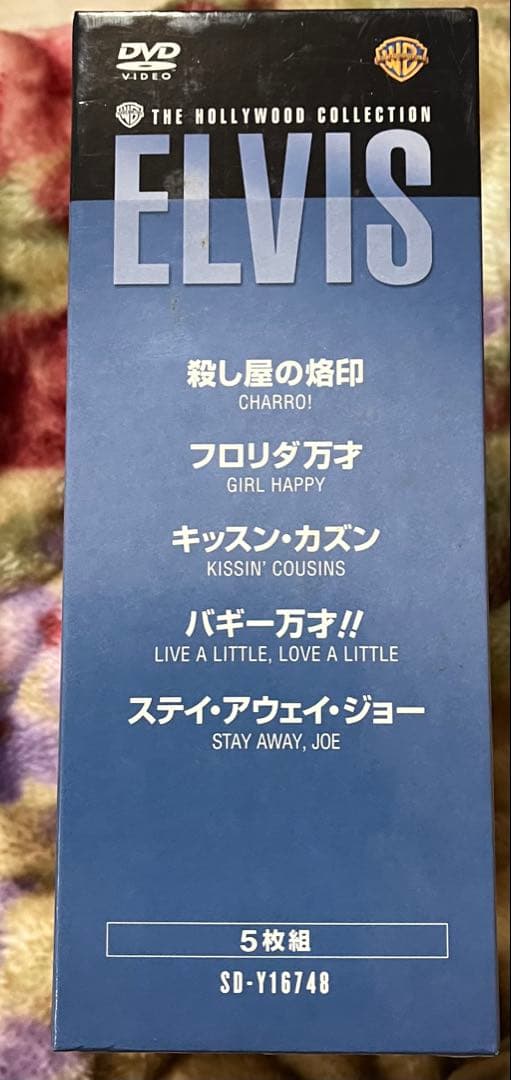 DVD
VIDEO
WB
WB THE HOLLYWOOD COLLECTION
ELVIS
殺し屋の烙印
CHARRO!
フロリダ万才
GIRL HAPPY
キッスン・カズン
KISSIN' COUSINS
バギー万才!!
LIVE A LITTLE, LOVE A LITTLE
ステイ・アウェイ・ジョー
STAY AWAY, JOE
5枚組
SD-Y16748